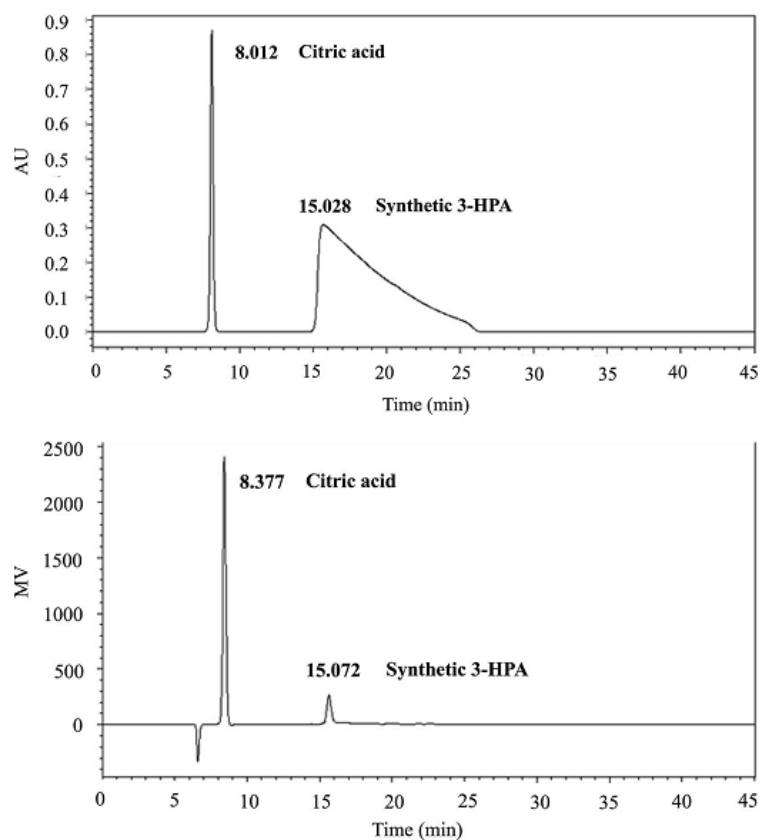 0.9
0.8
0.7
0.6
0.5
0.4
0.3
0.2
0.1
0.0
AU
8.012 Citric acid
15.028 Synthetic 3-HPA
0 5 10 15 20 25 30 35 40 45
Time (min)
2500
2000
1500
1000
500
0
MV
8.377 Citric acid
15.072 Synthetic 3-HPA
0 5 10 15 20 25 30 35 40 45
Time (min)